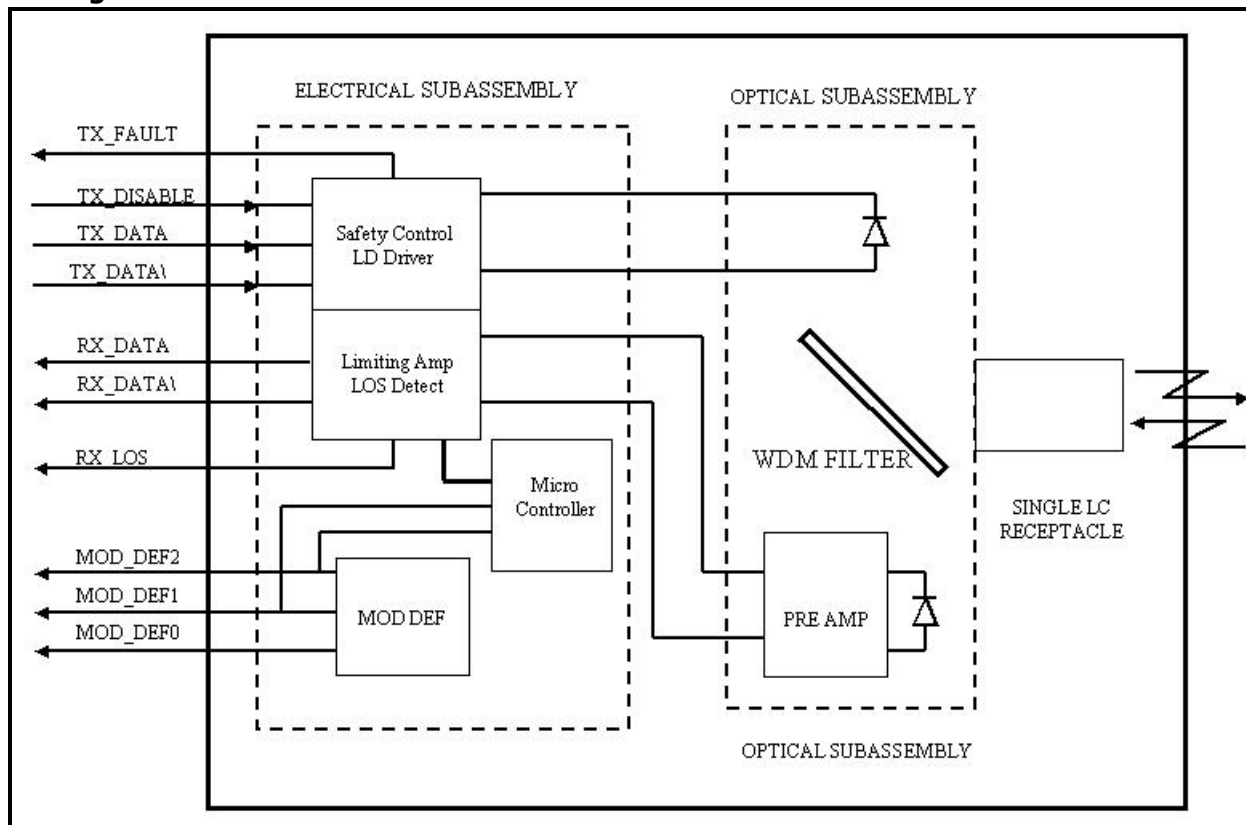 ELECTRICAL SUBASSEMBLY
OPTICAL SUBASSEMBLY
TX_FAULT
TX_DISABLE
TX_DATA
TX_DATA\
Safety Control
LD Driver
RX_DATA
RX_DATA\
Limiting Amp
LOS Detect
RX_LOS
WDM FILTER
Micro
Controller
SINGLE LC
RECEPTACLE
MOD_DEF2
MOD_DEF1
MOD_DEF0
MOD DEF
PRE AMP
OPTICAL SUBASSEMBLY